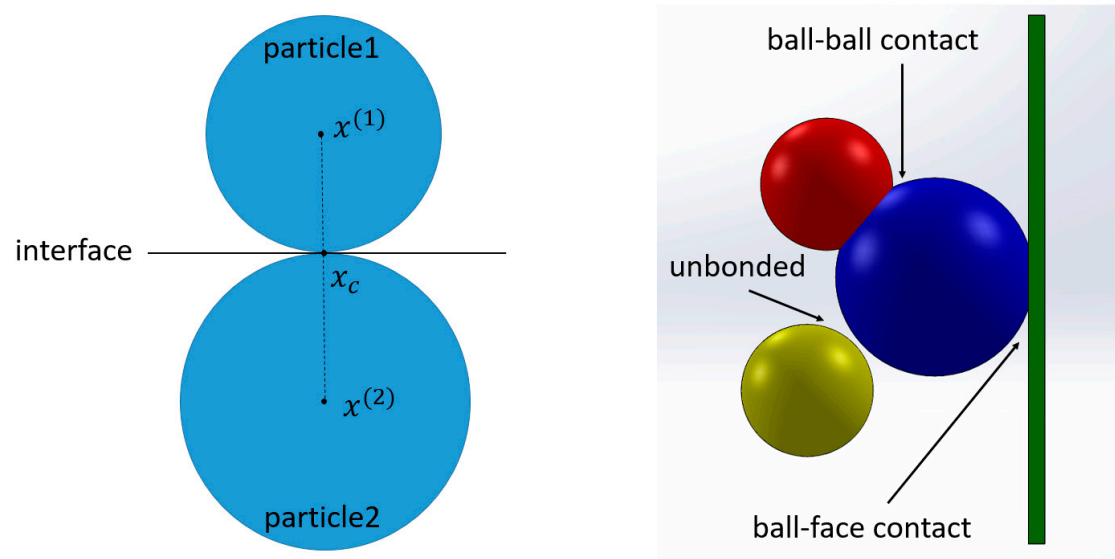 particle1
x⁽¹⁾
interface
x_c
x⁽²⁾
particle2
ball-ball contact
unbonded
ball-face contact